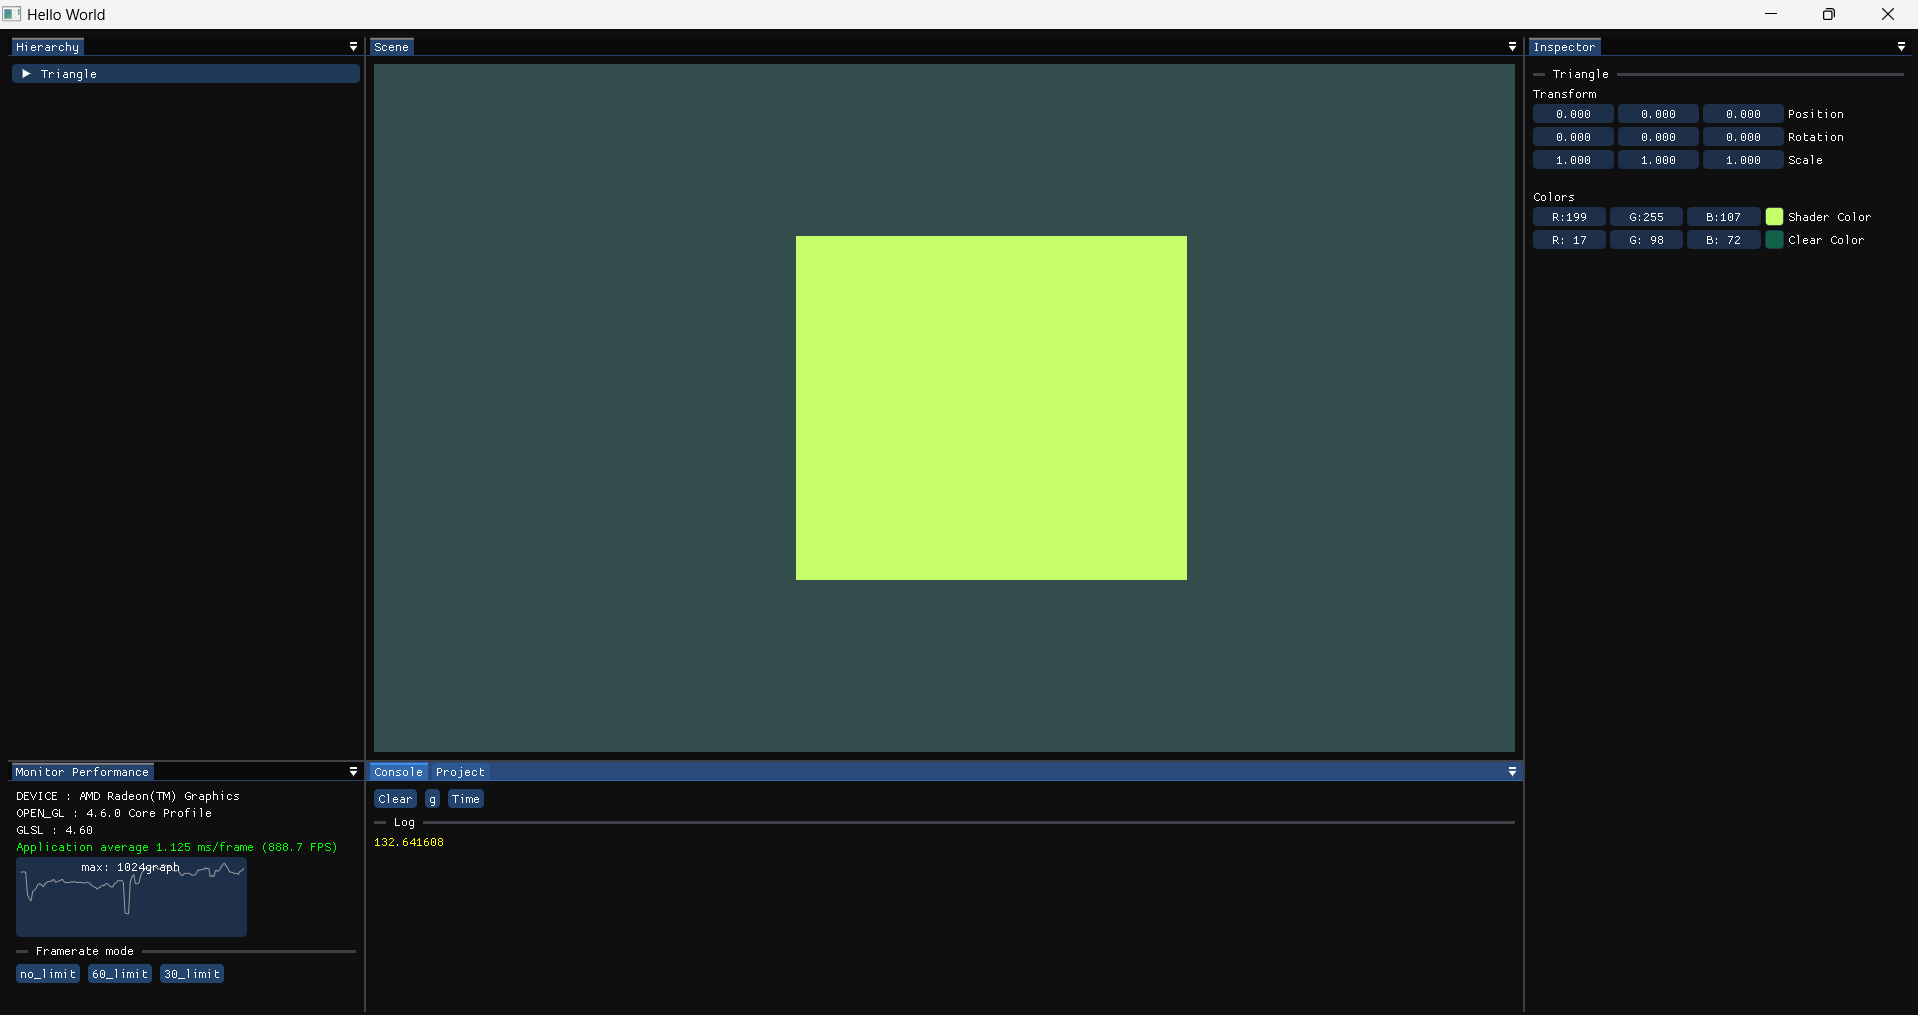 Hello World
Hierarchy
Triangle
Scene
Inspector
Triangle
Transform
0.000 0.000 0.000 Position
0.000 0.000 0.000 Rotation
1.000 1.000 1.000 Scale
Colors
R:199 G:255 B:107 Shader Color
R: 17 G: 98 B: 72 Clear Color
Monitor Performance
DEVICE : AMD Radeon(TM) Graphics
OPEN_GL : 4.6.0 Core Profile
GLSL : 4.60
Application average 1.125 ms/frame (888.7 FPS)
max: 1024graph
Framerate mode
no_limit 60_limit 30_limit
Console Project
Clear g Time
Log
132.641608